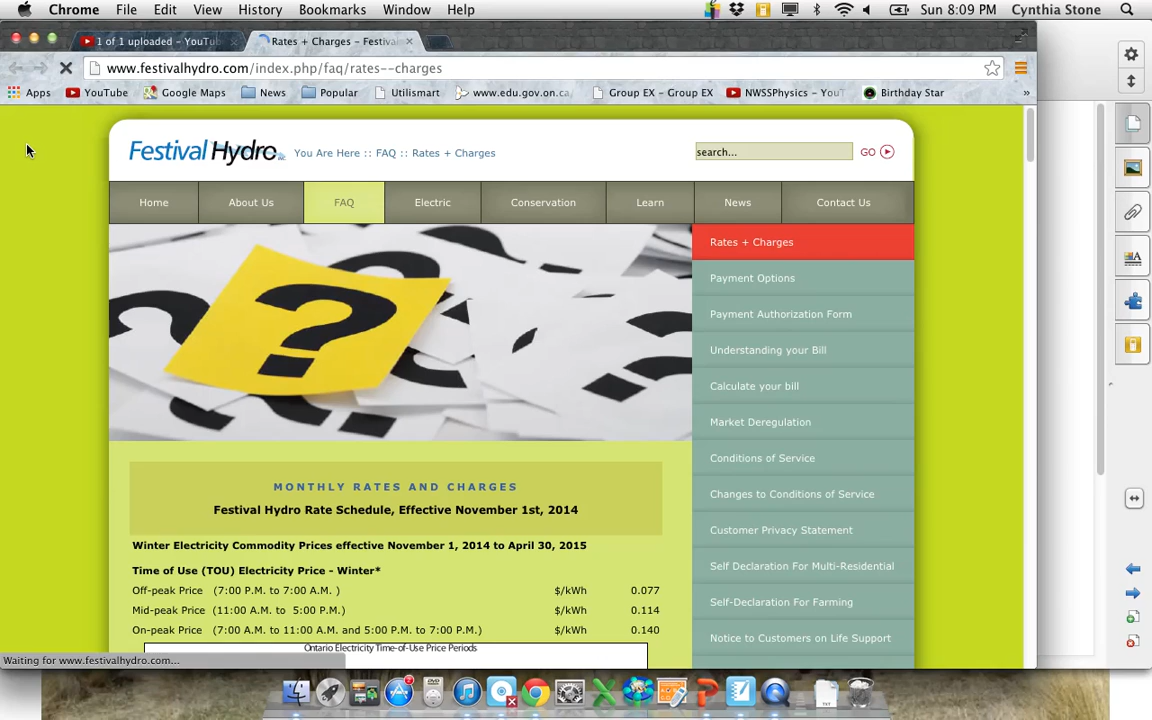 Chrome File Edit View History Bookmarks Window Help Sun 8:09 PM Cynthia Stone
1 of 1 uploaded - YouTu
Rates + Charges - Festiva
www.festivalhydro.com/index.php/faq/rates--charges
Apps YouTube Google Maps News Popular Utilismart www.edu.gov.on.ca Group EX - Group EX NWSSPhysics - YouT Birthday Star »
Festival Hydro You Are Here :: FAQ :: Rates + Charges search... GO
Home About Us FAQ Electric Conservation Learn News Contact Us
Rates + Charges
Payment Options
Payment Authorization Form
Understanding your Bill
Calculate your bill
Market Deregulation
Conditions of Service
Changes to Conditions of Service
Customer Privacy Statement
Self Declaration For Multi-Residential
Self-Declaration For Farming
Notice to Customers on Life Support
MONTHLY RATES AND CHARGES
Festival Hydro Rate Schedule, Effective November 1st, 2014
Winter Electricity Commodity Prices effective November 1, 2014 to April 30, 2015
Time of Use (TOU) Electricity Price - Winter*
Off-peak Price (7:00 P.M. to 7:00 A.M. ) $/kWh 0.077
Mid-peak Price (11:00 A.M. to 5:00 P.M.) $/kWh 0.114
On-peak Price (7:00 A.M. to 11:00 A.M. and 5:00 P.M. to 7:00 P.M.) $/kWh 0.140
Ontario Electricity Time-of-Use Price Periods
Waiting for www.festivalhydro.com...